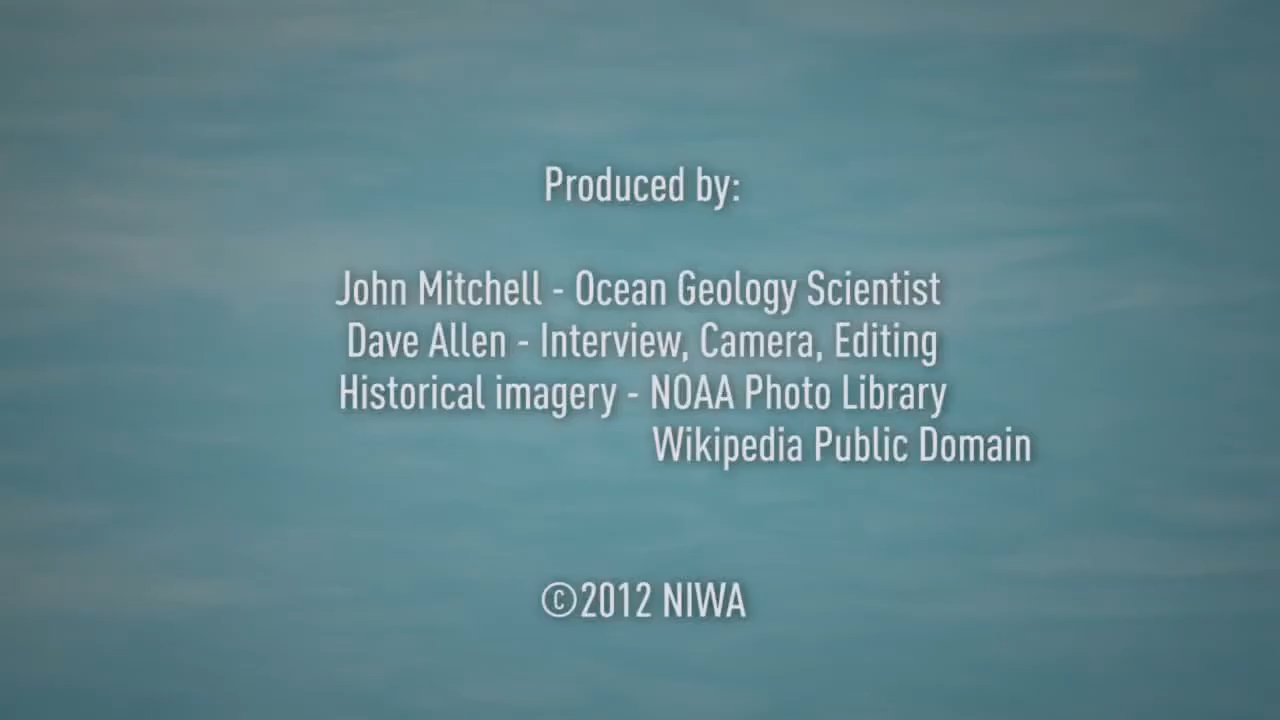 Produced by:
John Mitchell - Ocean Geology Scientist
Dave Allen - Interview, Camera, Editing
Historical imagery - NOAA Photo Library
Wikipedia Public Domain
©2012 NIWA